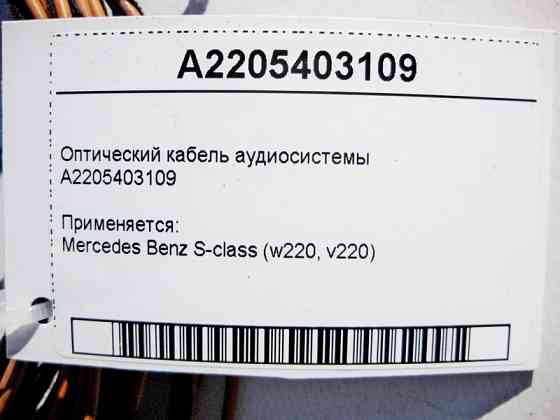 A2205403109
Оптический кабель аудиосистемы
A2205403109
Применяется:
Mercedes Benz S-class (w220, v220)